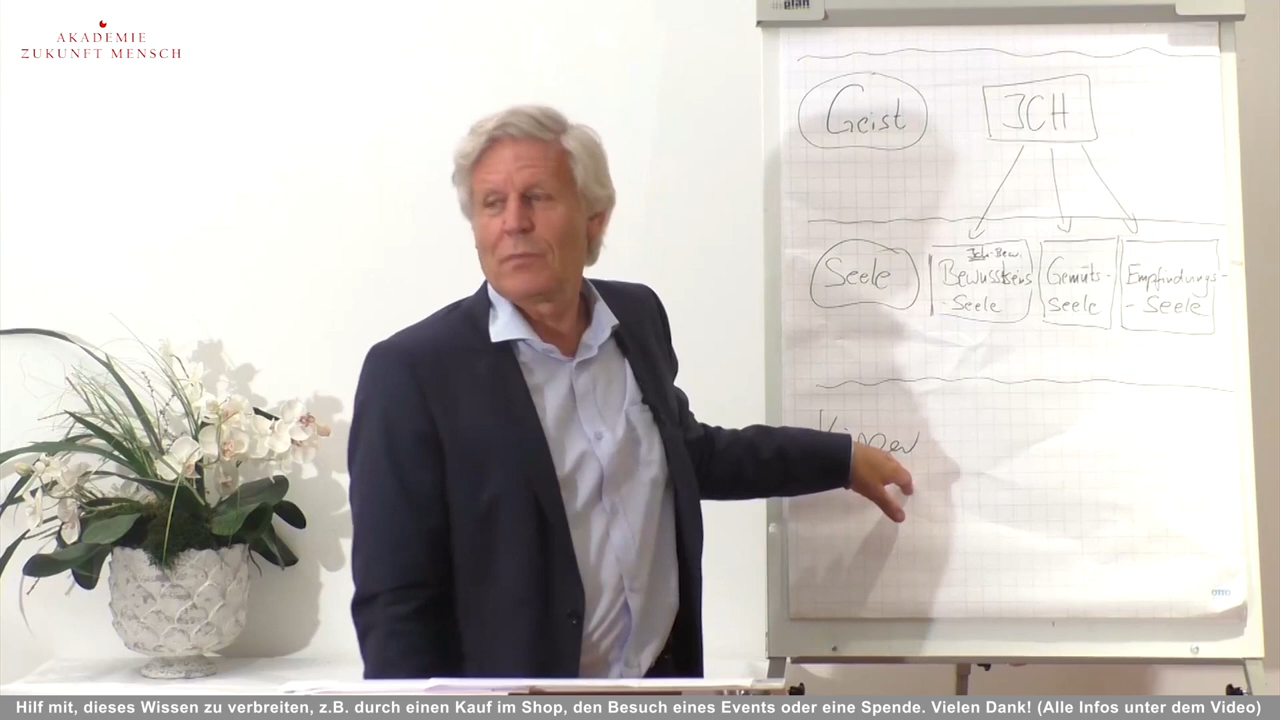 AKADEMIE
ZUKUNFT MENSCH
plan
Geist
ICH
Seele
Ich-Bew.
Bewusstseins
-Seele
Gemüts-
seele
Empfindungs-
-Seele
otto
Hilf mit, dieses Wissen zu verbreiten, z.B. durch einen Kauf im Shop, den Besuch eines Events oder eine Spende. Vielen Dank! (Alle Infos unter dem Video)